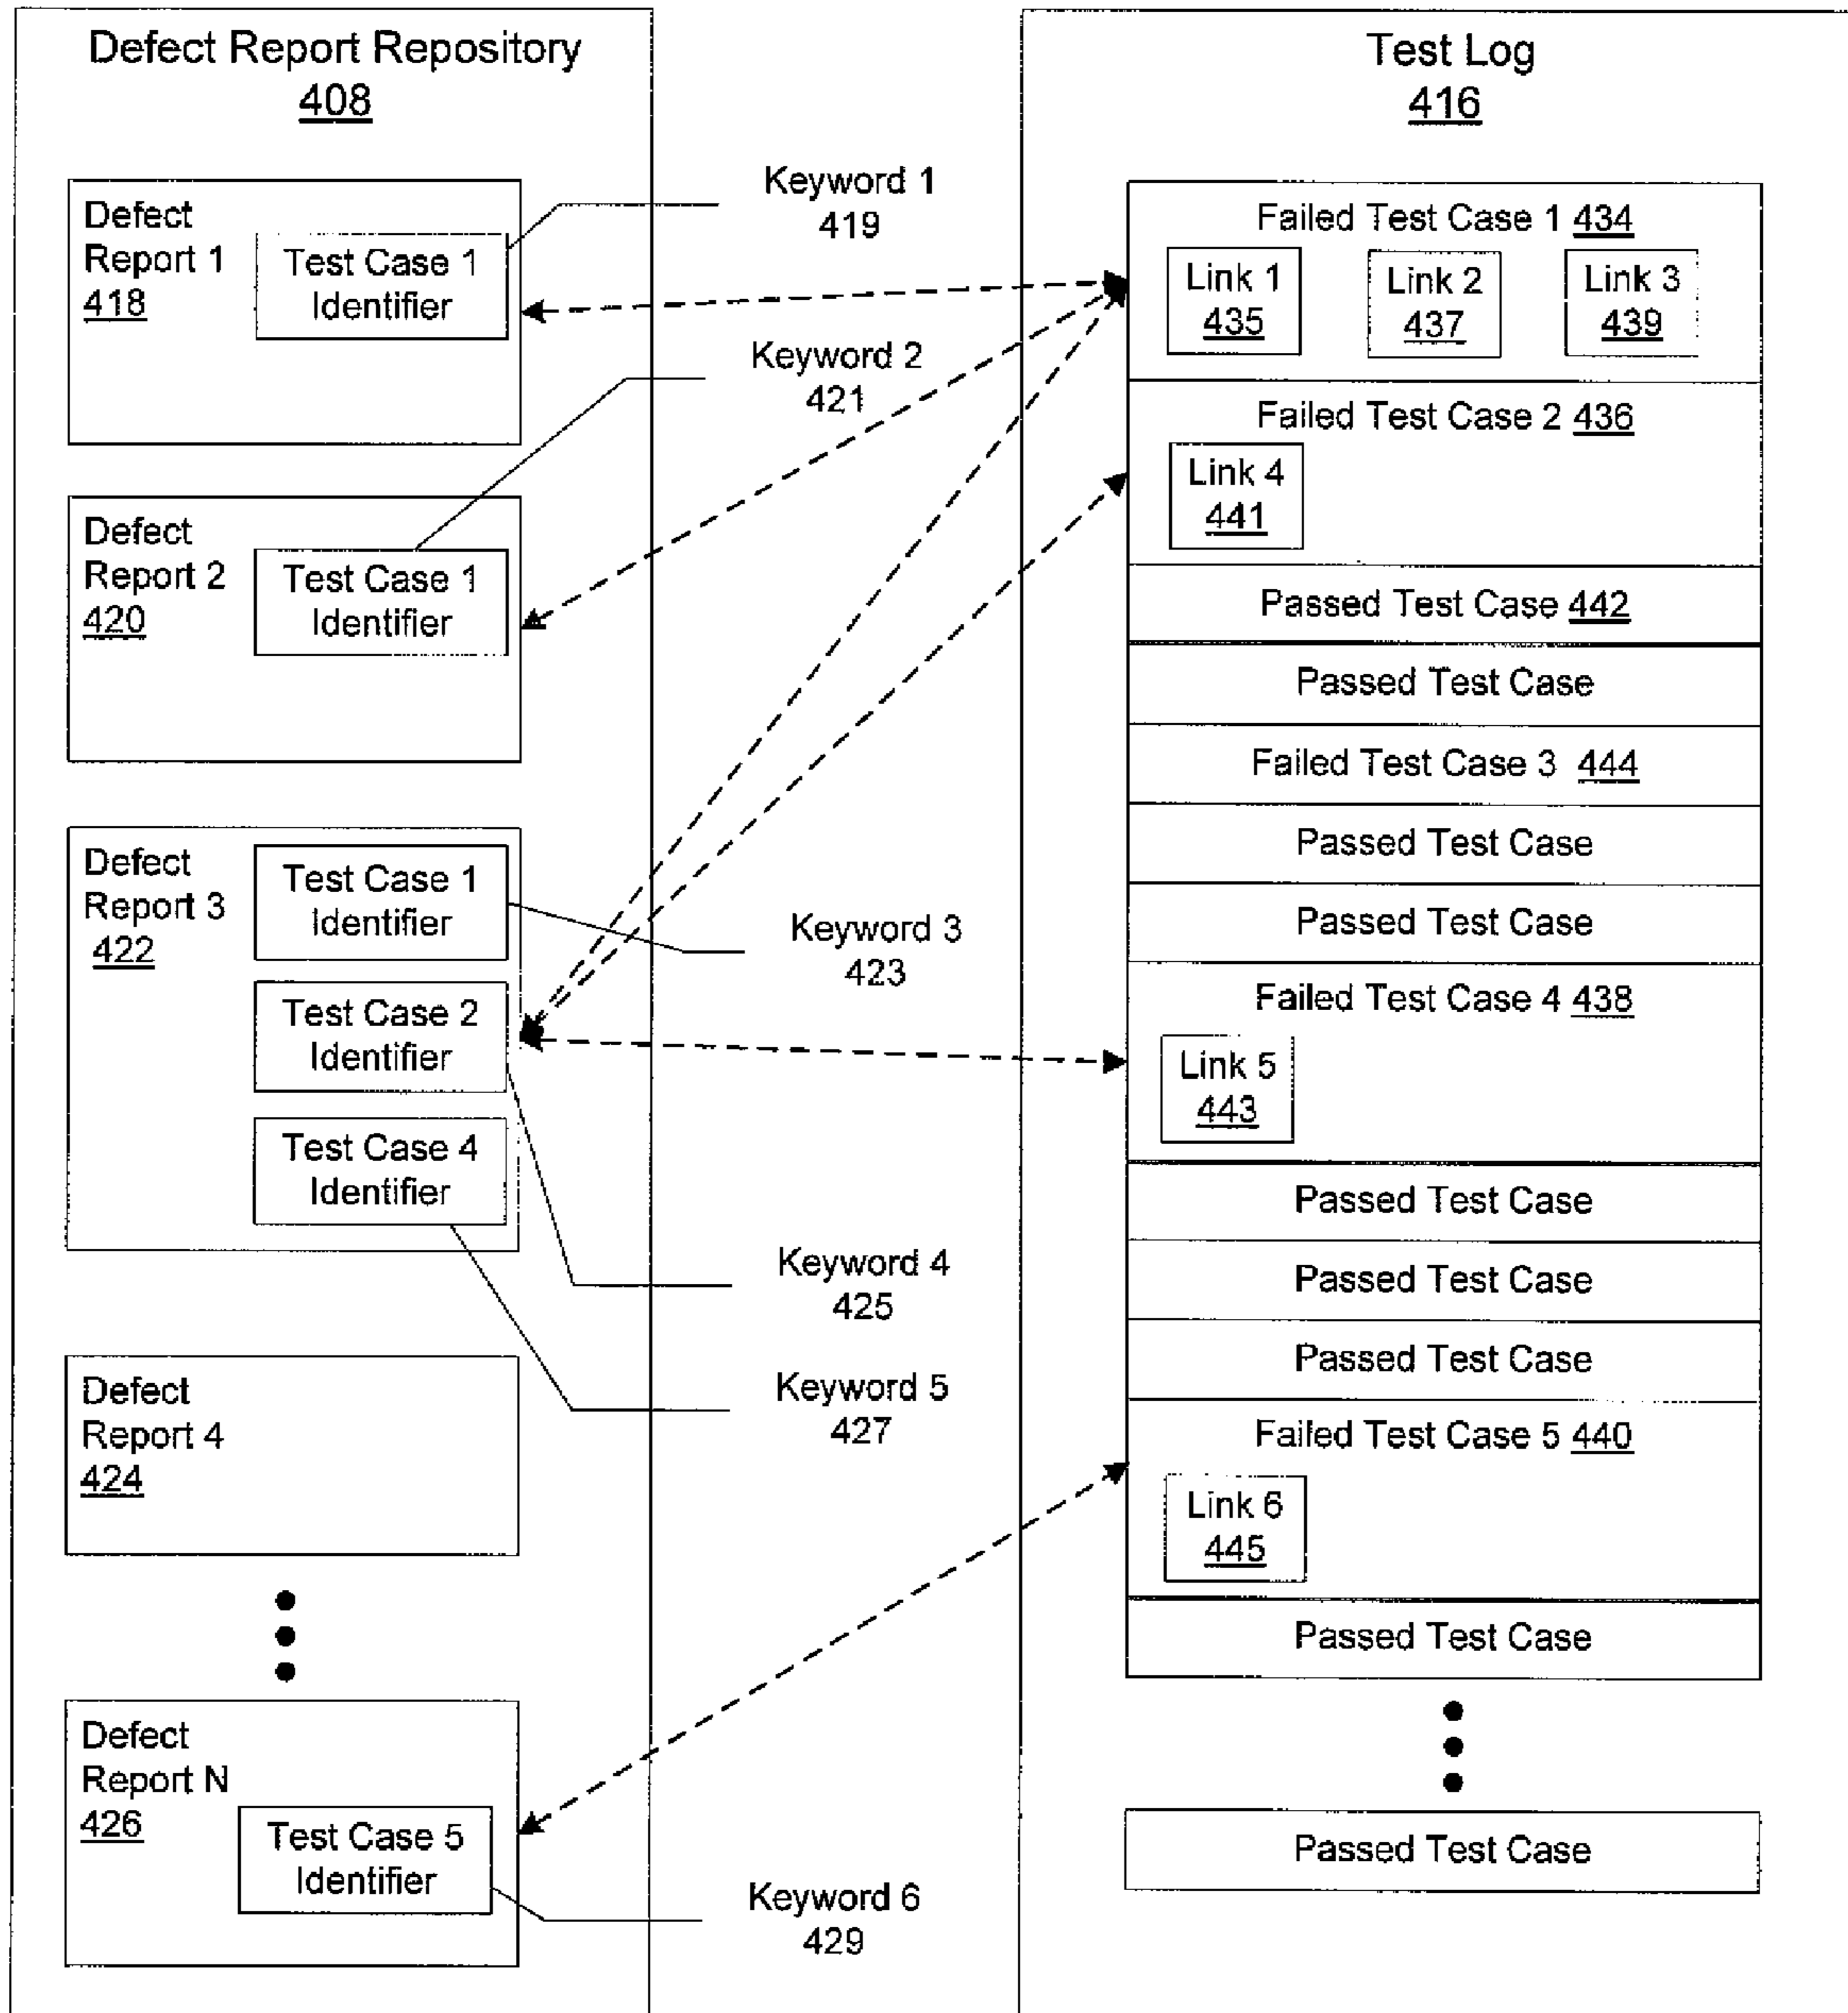 Defect Report Repository
408
Defect
Report 1
418
Test Case 1
Identifier
Defect
Report 2
420
Test Case 1
Identifier
Defect
Report 3
422
Test Case 1
Identifier
Test Case 2
Identifier
Test Case 4
Identifier
Defect
Report 4
424
Defect
Report N
426
Test Case 5
Identifier
Keyword 1
419
Keyword 2
421
Keyword 3
423
Keyword 4
425
Keyword 5
427
Keyword 6
429
Test Log
416
Failed Test Case 1 434
Link 1
435
Link 2
437
Link 3
439
Failed Test Case 2 436
Link 4
441
Passed Test Case 442
Passed Test Case
Failed Test Case 3 444
Passed Test Case
Passed Test Case
Failed Test Case 4 438
Link 5
443
Passed Test Case
Passed Test Case
Passed Test Case
Failed Test Case 5 440
Link 6
445
Passed Test Case
Passed Test Case